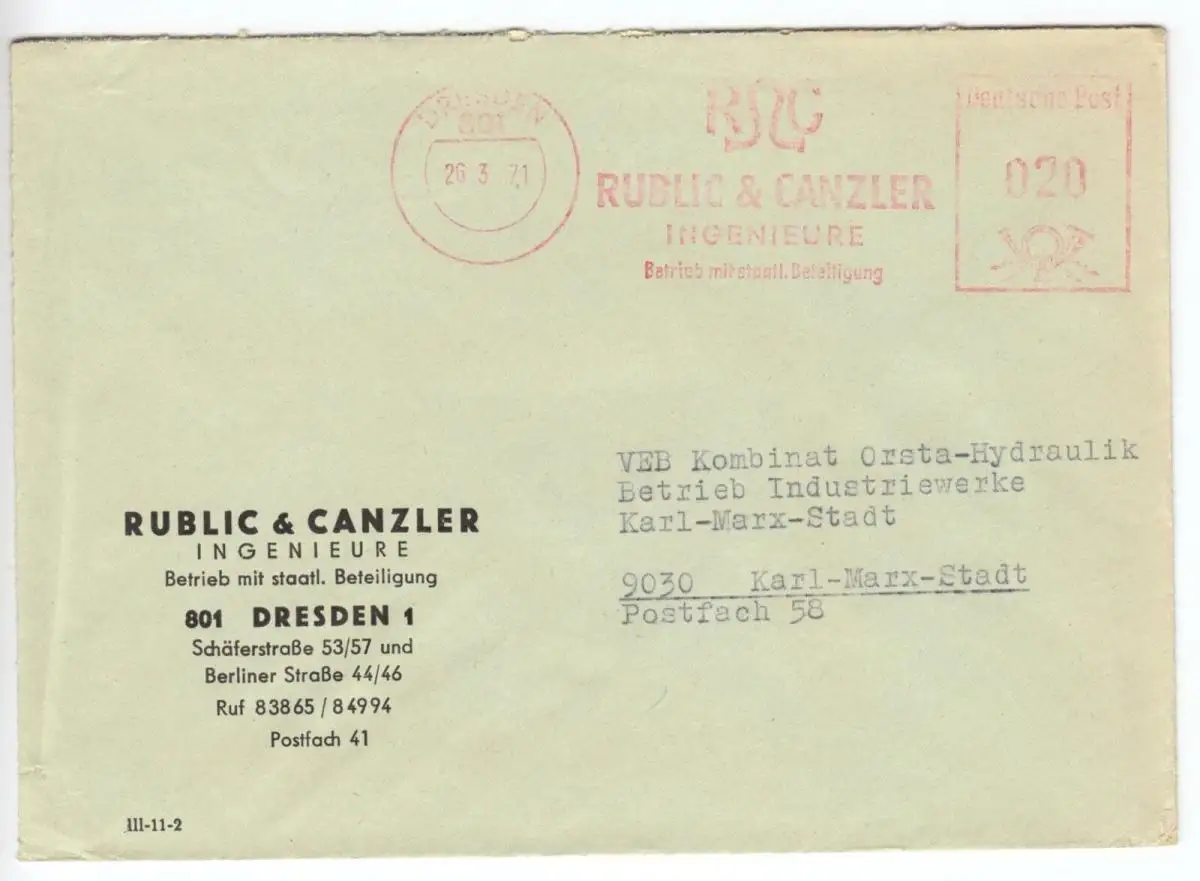 DRESDEN
801
26.3.71
R&C
RUBLIC & CANZLER
INGENIEURE
Betrieb mit staatl. Beteiligung
Deutsche Post
020
VEB Kombinat Orsta-Hydraulik
Betrieb Industriewerke
Karl-Marx-Stadt
9030 Karl-Marx-Stadt
Postfach 58
RUBLIC & CANZLER
INGENIEURE
Betrieb mit staatl. Beteiligung
801 DRESDEN 1
Schäferstraße 53/57 und
Berliner Straße 44/46
Ruf 83865 / 84994
Postfach 41
III-11-2